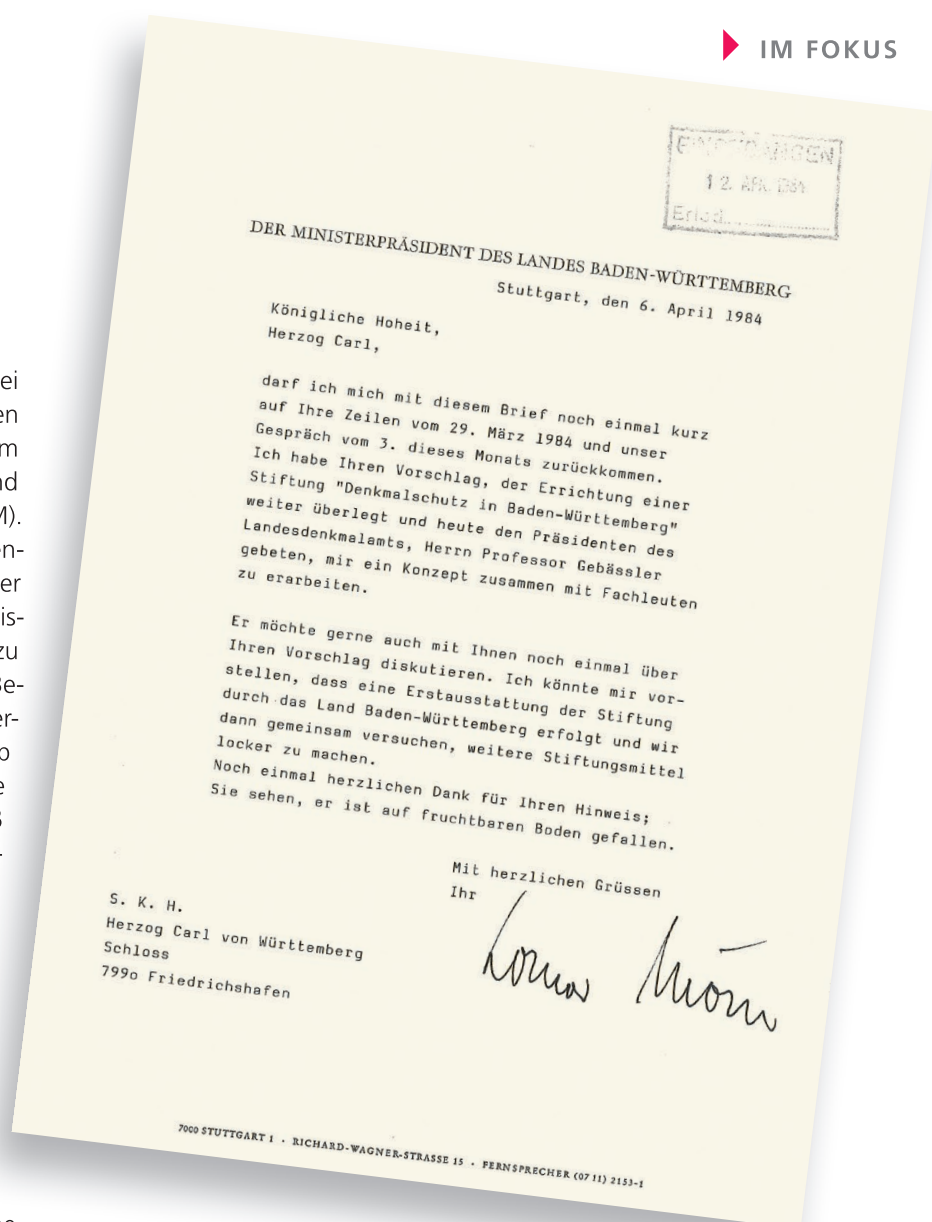 IM FOKUS
EINGEGANGEN
12. APR. 1984
Erled.
DER MINISTERPRÄSIDENT DES LANDES BADEN-WÜRTTEMBERG
Stuttgart, den 6. April 1984
Königliche Hoheit,
Herzog Carl,
darf ich mich mit diesem Brief noch einmal kurz
auf Ihre Zeilen vom 29. März 1984 und unser
Gespräch vom 3. dieses Monats zurückkommen.
Ich habe Ihren Vorschlag, der Errichtung einer
Stiftung "Denkmalschutz in Baden-Württemberg"
weiter überlegt und heute den Präsidenten des
Landesdenkmalamts, Herrn Professor Gebässler
gebeten, mir ein Konzept zusammen mit Fachleuten
zu erarbeiten.
Er möchte gerne auch mit Ihnen noch einmal über
Ihren Vorschlag diskutieren. Ich könnte mir vor-
stellen, dass eine Erstausstattung der Stiftung
durch das Land Baden-Württemberg erfolgt und wir
dann gemeinsam versuchen, weitere Stiftungsmittel
locker zu machen.
Noch einmal herzlichen Dank für Ihren Hinweis;
Sie sehen, er ist auf fruchtbaren Boden gefallen.
Mit herzlichen Grüssen
Ihr
S. K. H.
Herzog Carl von Württemberg
Schloss
799o Friedrichshafen
7000 STUTTGART 1 · RICHARD-WAGNER-STRASSE 15 · FERNSPRECHER (07 11) 2153-1